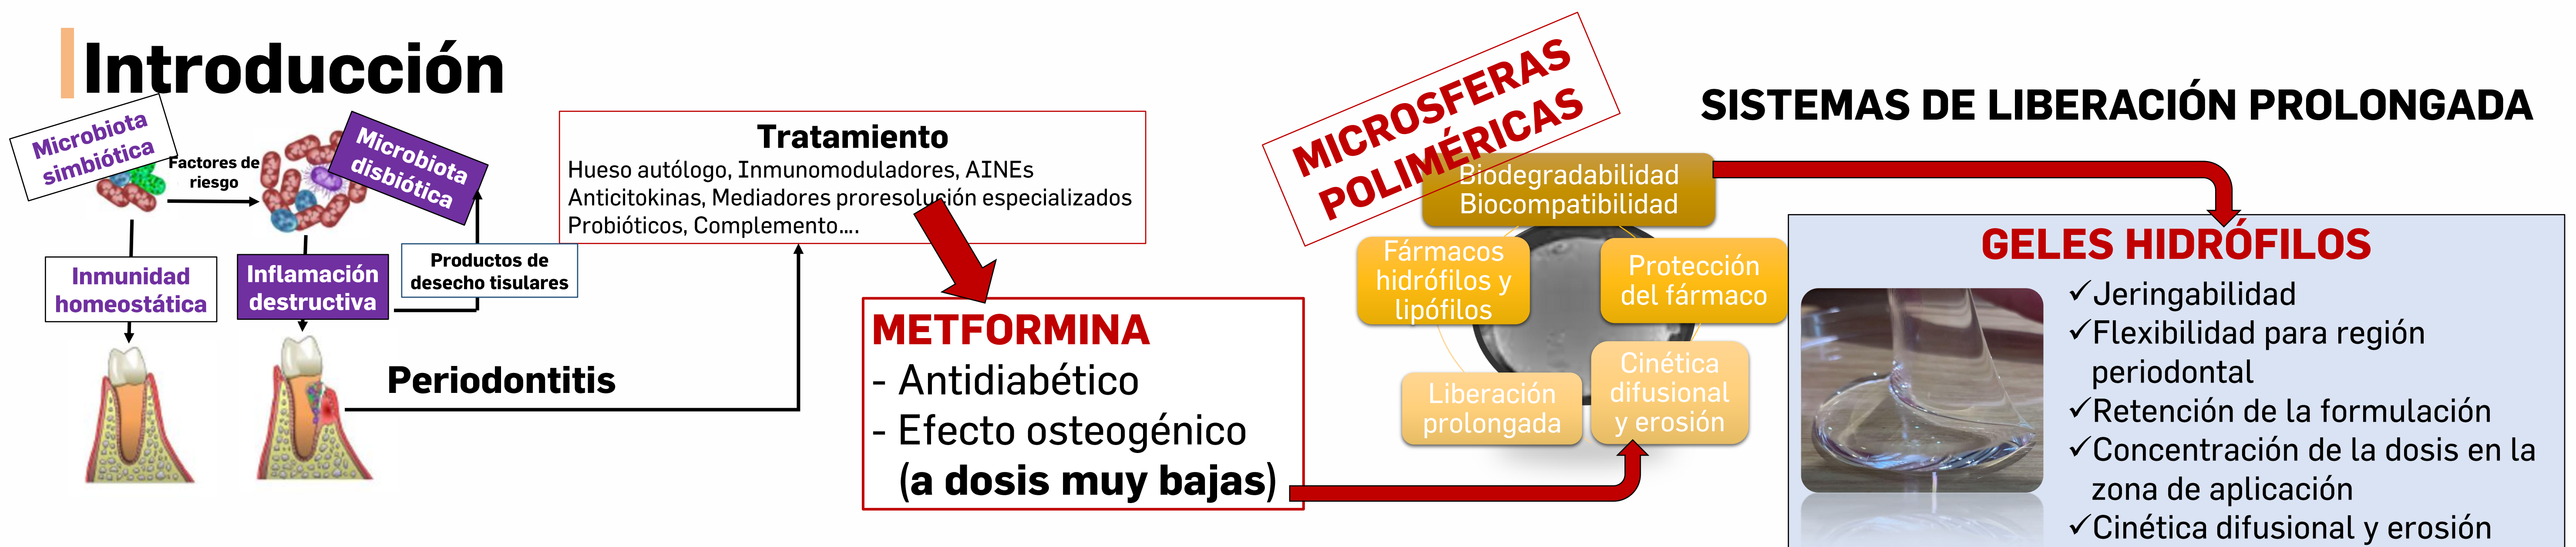 Introducción
Microbiota
simbiótica
Factores de
riesgo
Microbiota
disbiótica
Inmunidad
homeostática
Inflamación
destructiva
Productos de
desecho tisulares
Periodontitis
Tratamiento
Hueso autólogo, Inmunomoduladores, AINEs
Anticitokinas, Mediadores proresolución especializados
Probióticos, Complemento....
METFORMINA
- Antidiabético
- Efecto osteogénico
(a dosis muy bajas)
MICROSFERAS
POLIMÉRICAS
Biodegradabilidad
Biocompatibilidad
Fármacos
hidrófilos y
lipófilos
Protección
del fármaco
Liberación
prolongada
Cinética
difusional
y erosión
SISTEMAS DE LIBERACIÓN PROLONGADA
GELES HIDRÓFILOS
✓Jeringabilidad
✓Flexibilidad para región
periodontal
✓Retención de la formulación
✓Concentración de la dosis en la
zona de aplicación
✓Cinética difusional y erosión